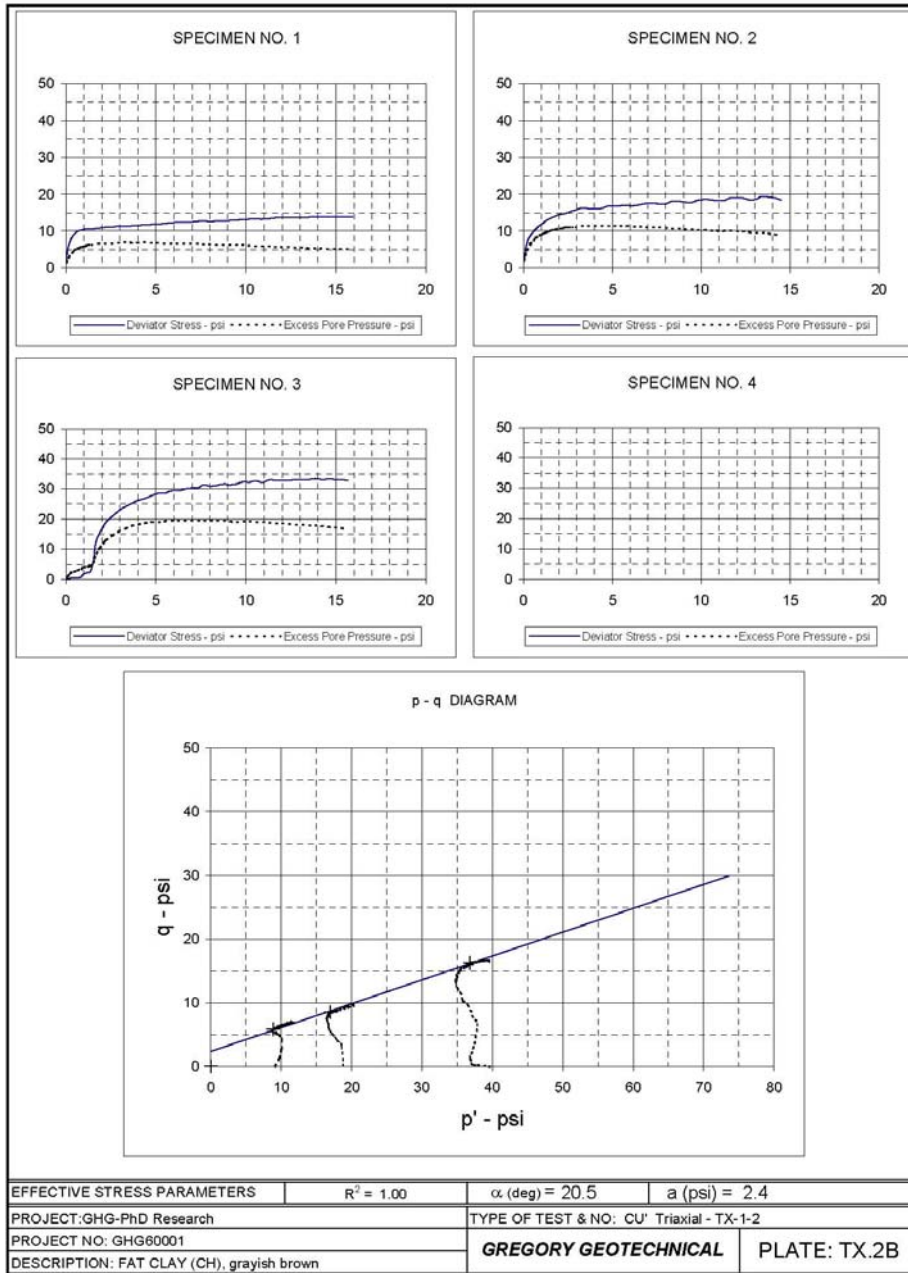 SPECIMEN NO. 1
50
40
30
20
10
0
0 5 10 15 20
Deviator Stress - psi Excess Pore Pressure - psi
SPECIMEN NO. 2
50
40
30
20
10
0
0 5 10 15 20
Deviator Stress - psi Excess Pore Pressure - psi
SPECIMEN NO. 3
50
40
30
20
10
0
0 5 10 15 20
Deviator Stress - psi Excess Pore Pressure - psi
SPECIMEN NO. 4
50
40
30
20
10
0
0 5 10 15 20
Deviator Stress - psi Excess Pore Pressure - psi
p - q DIAGRAM
q - psi
50
40
30
20
10
0
0 10 20 30 40 50 60 70 80
p' - psi
EFFECTIVE STRESS PARAMETERS R² = 1.00 α (deg) = 20.5 a (psi) = 2.4
PROJECT:GHG-PhD Research TYPE OF TEST & NO: CU' Triaxial - TX-1-2
PROJECT NO: GHG60001
GREGORY GEOTECHNICAL PLATE: TX.2B
DESCRIPTION: FAT CLAY (CH), grayish brown